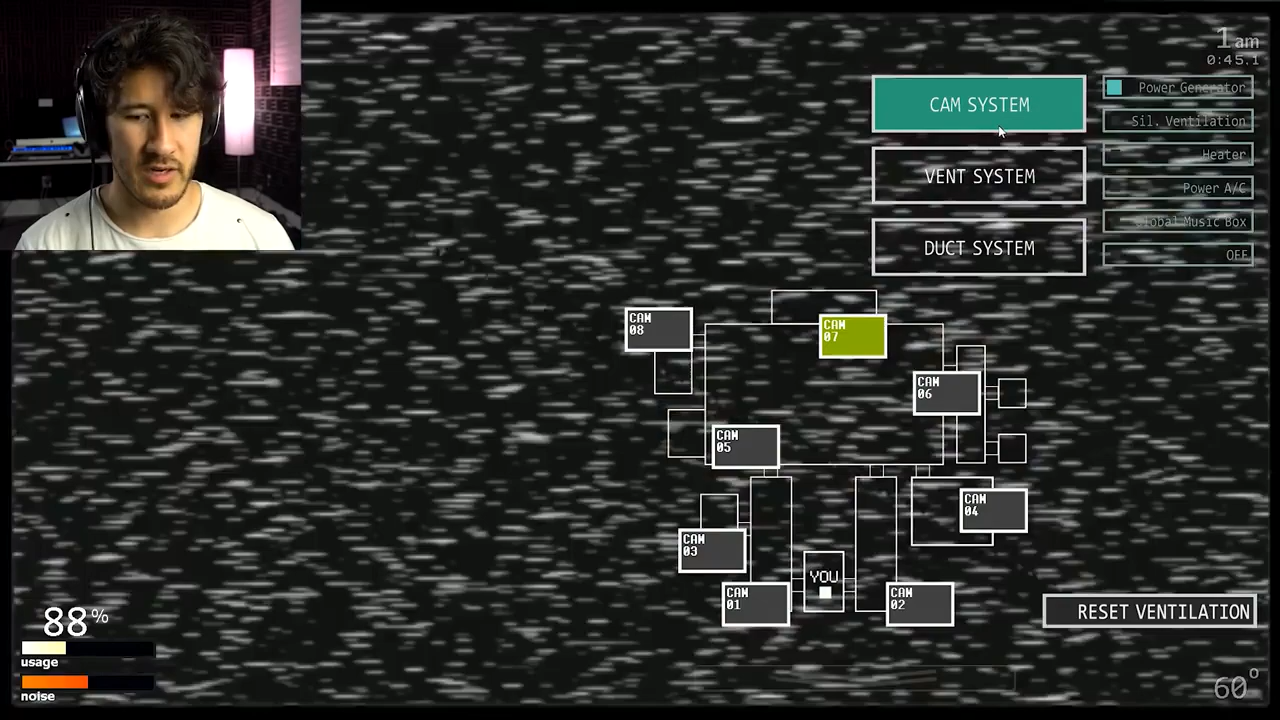 1 am
0:45.1
CAM SYSTEM
VENT SYSTEM
DUCT SYSTEM
Power Generator
Sil. Ventilation
Heater
Power A/C
Global Music Box
OFF
CAM
08
CAM
07
CAM
06
CAM
05
CAM
04
CAM
03
YOU
CAM
01
CAM
02
RESET VENTILATION
88%
usage
noise
60°